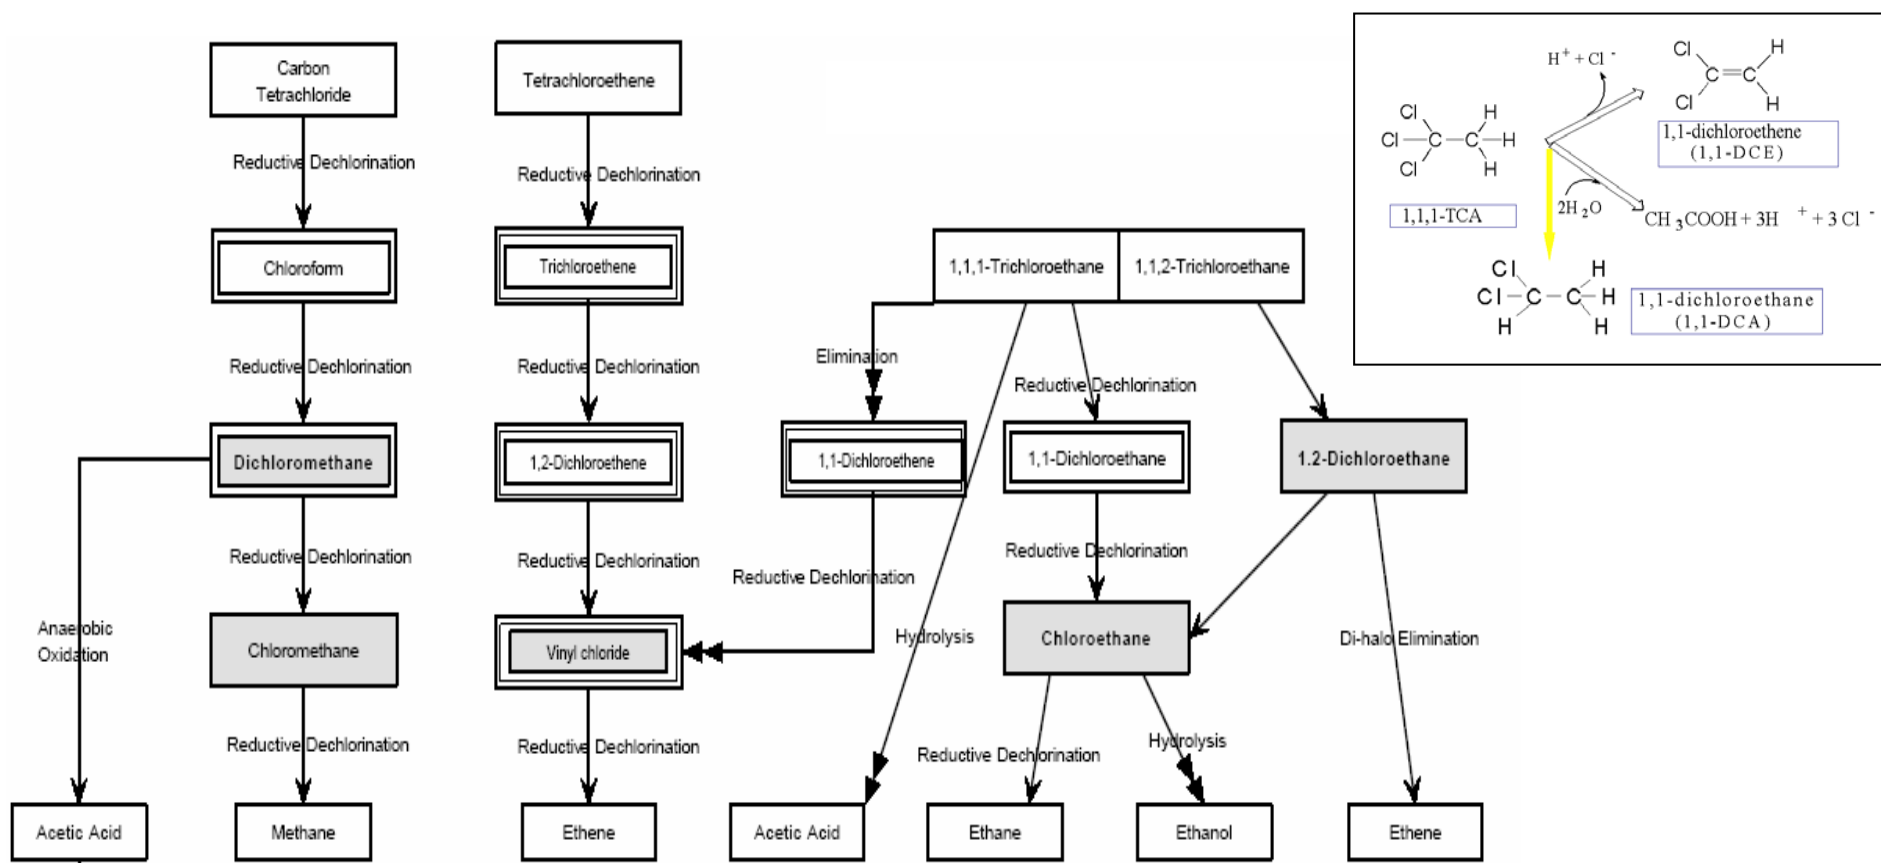 Carbon
Tetrachloride
Tetrachloroethene
Reductive Dechlorination
Reductive Dechlorination
Chloroform
Trichloroethene
1,1,1-Trichloroethane
1,1,2-Trichloroethane
Reductive Dechlorination
Reductive Dechlorination
Elimination
Reductive Dechlorination
Dichloromethane
1,2-Dichloroethene
1,1-Dichloroethene
1,1-Dichloroethane
1.2-Dichloroethane
Reductive Dechlorination
Reductive Dechlorination
Reductive Dechlorination
Reductive Dechlorination
Anaerobic
Oxidation
Chloromethane
Vinyl chloride
Hydrolysis
Chloroethane
Di-halo Elimination
Reductive Dechlorination
Reductive Dechlorination
Reductive Dechlorination
Hydrolysis
Acetic Acid
Methane
Ethene
Acetic Acid
Ethane
Ethanol
Ethene
H + + Cl -
Cl H
C=C
Cl H
1,1-dichloroethene
(1,1-DCE)
Cl H
Cl-C-C-H
Cl H
1,1,1-TCA
2H 2O
CH 3COOH + 3H + + 3 Cl -
Cl H
Cl-C-C-H
H H
1,1-dichloroethane
(1,1-DCA)